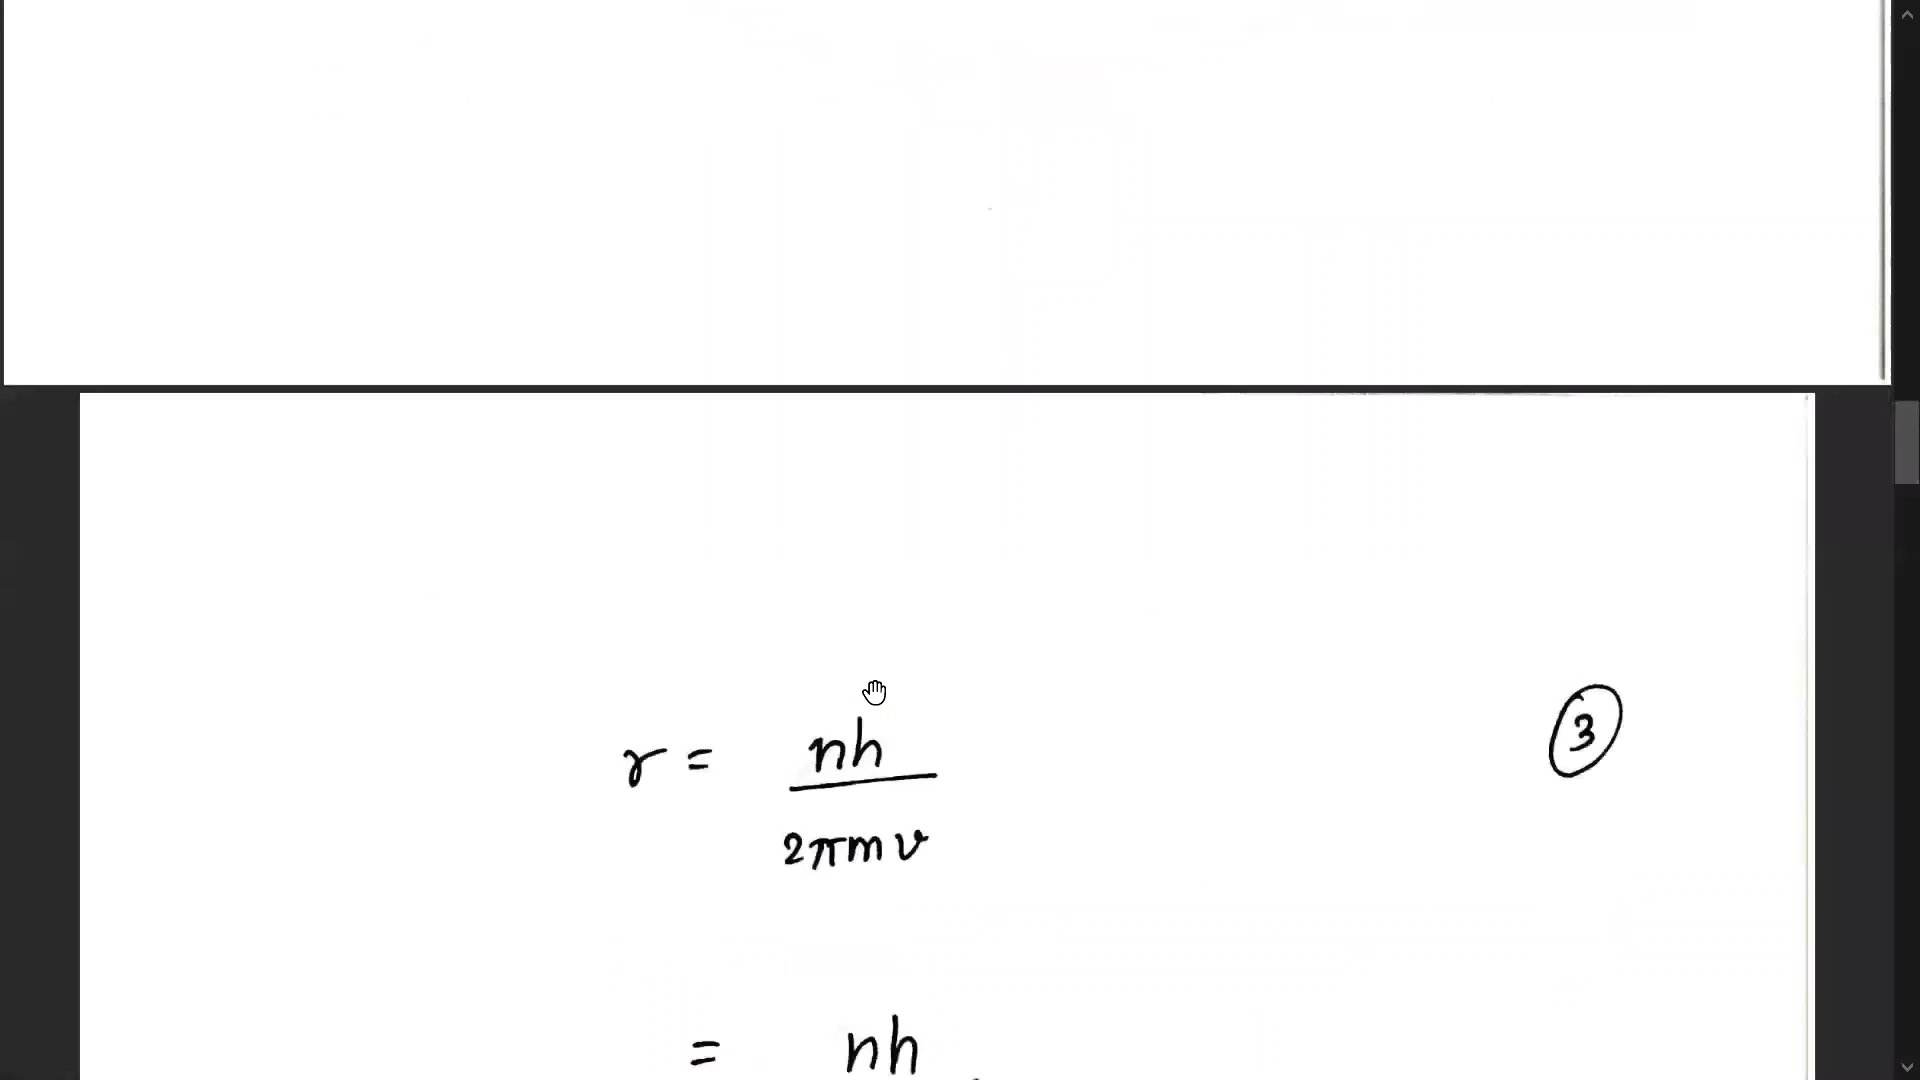 r = nh / 2πmv ③
= nh